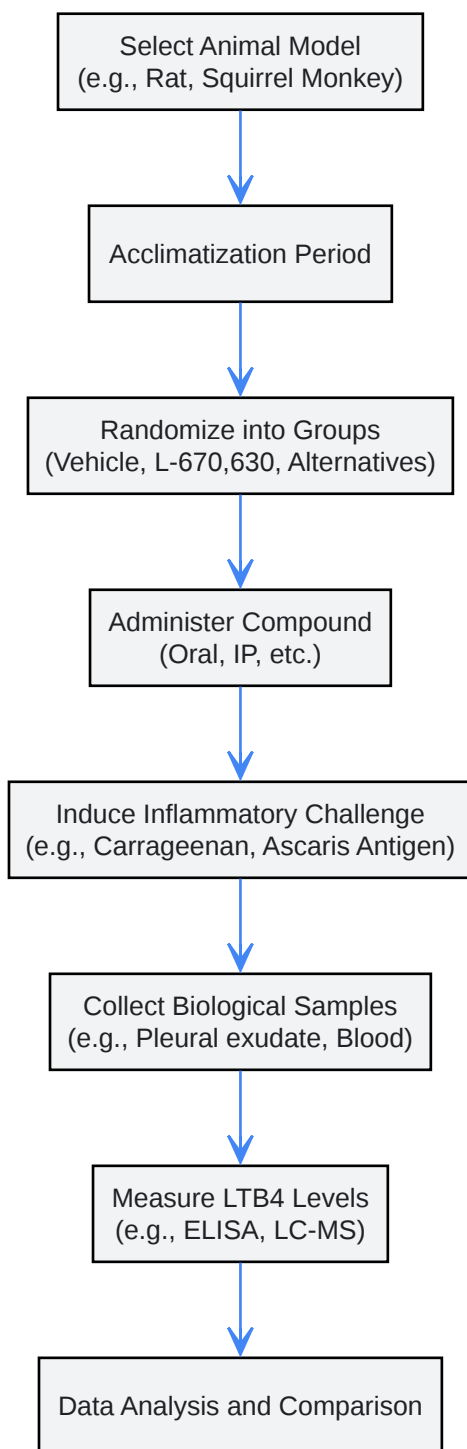 Select Animal Model
(e.g., Rat, Squirrel Monkey)
Acclimatization Period
Randomize into Groups
(Vehicle, L-670,630, Alternatives)
Administer Compound
(Oral, IP, etc.)
Induce Inflammatory Challenge
(e.g., Carrageenan, Ascaris Antigen)
Collect Biological Samples
(e.g., Pleural exudate, Blood)
Measure LTB4 Levels
(e.g., ELISA, LC-MS)
Data Analysis and Comparison